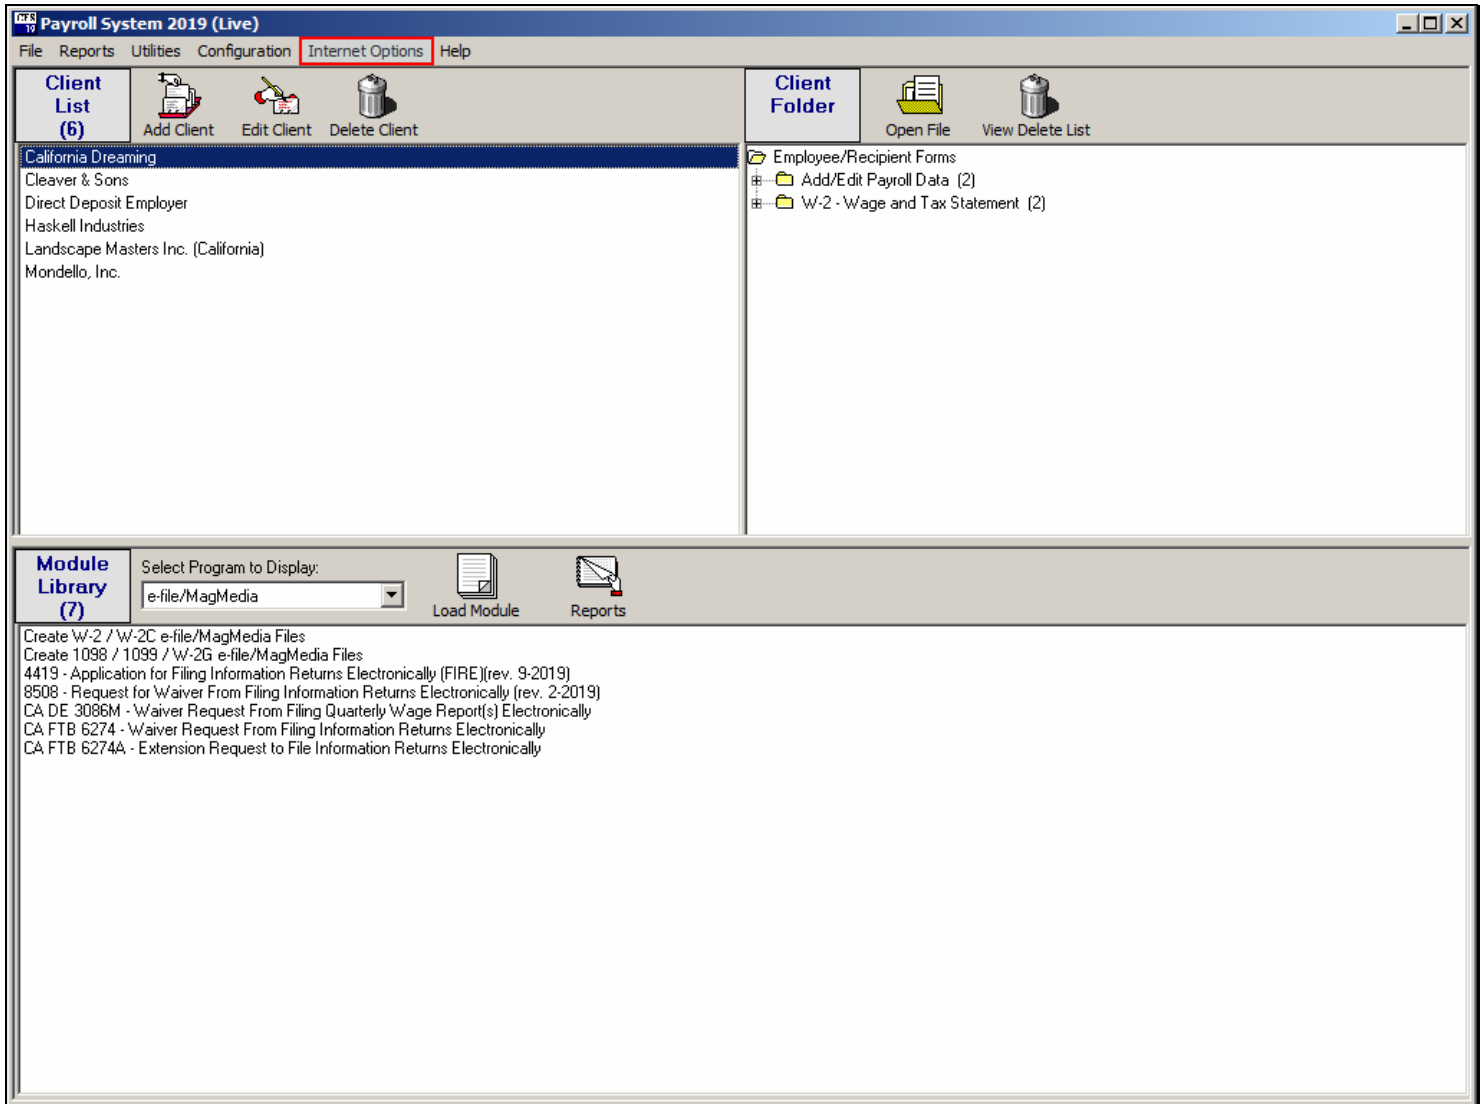 CFS
19
Payroll System 2019 (Live)
File Reports Utilities Configuration Internet Options Help
Client
List
(6)
Add Client Edit Client Delete Client
California Dreaming
Cleaver & Sons
Direct Deposit Employer
Haskell Industries
Landscape Masters Inc. (California)
Mondello, Inc.
Client
Folder
Open File View Delete List
Employee/Recipient Forms
Add/Edit Payroll Data (2)
W-2 - Wage and Tax Statement (2)
Module
Library
(7)
Select Program to Display:
e-file/MagMedia
Load Module Reports
Create W-2 / W-2C e-file/MagMedia Files
Create 1098 / 1099 / W-2G e-file/MagMedia Files
4419 - Application for Filing Information Returns Electronically (FIRE)(rev. 9-2019)
8508 - Request for Waiver From Filing Information Returns Electronically (rev. 2-2019)
CA DE 3086M - Waiver Request From Filing Quarterly Wage Report(s) Electronically
CA FTB 6274 - Waiver Request From Filing Information Returns Electronically
CA FTB 6274A - Extension Request to File Information Returns Electronically